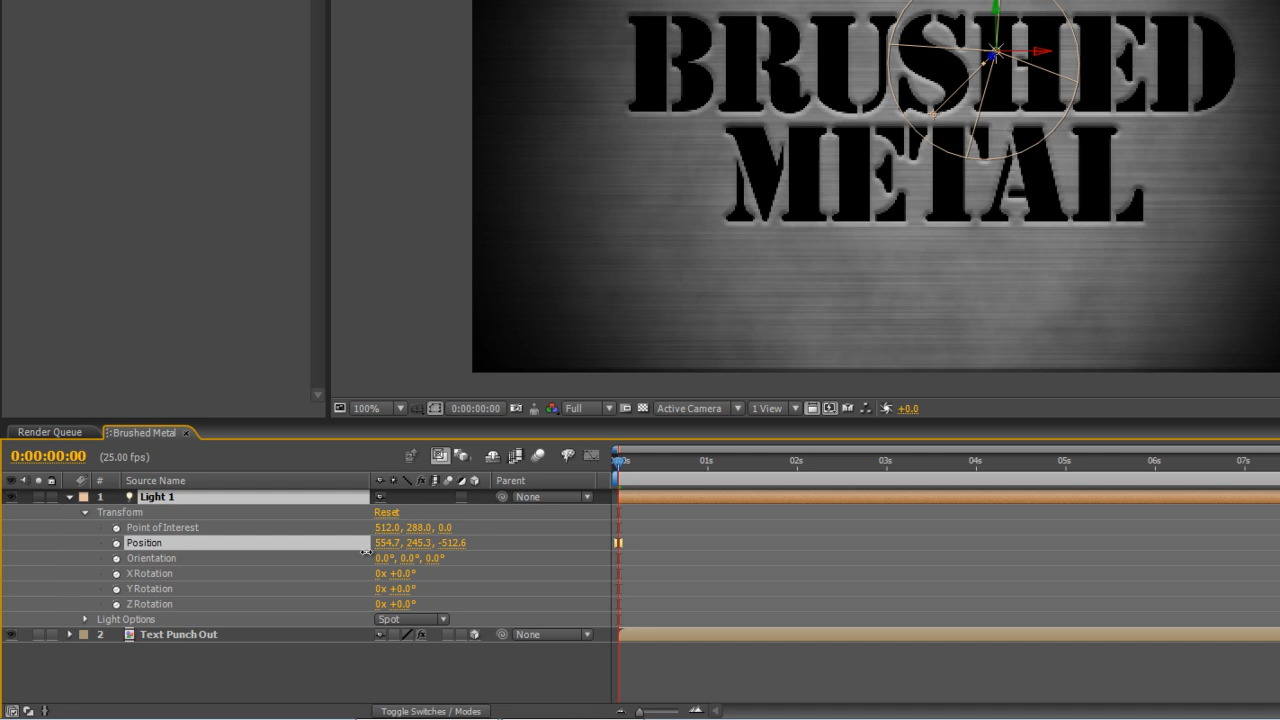 BRUSHED
METAL
100% 0:00:00:00 Full Active Camera 1 View +0.0
Render Queue Brushed Metal
0:00:00:00 (25.00 fps)
01s 02s 03s 04s 05s 06s 07s
# Source Name Parent
1 Light 1 None
Transform Reset
Point of Interest 512.0, 288.0, 0.0
Position 554.7, 245.3, -512.6
Orientation 0.0°, 0.0°, 0.0°
X Rotation 0x +0.0°
Y Rotation 0x +0.0°
Z Rotation 0x +0.0°
Light Options Spot
2 Text Punch Out None
Toggle Switches / Modes